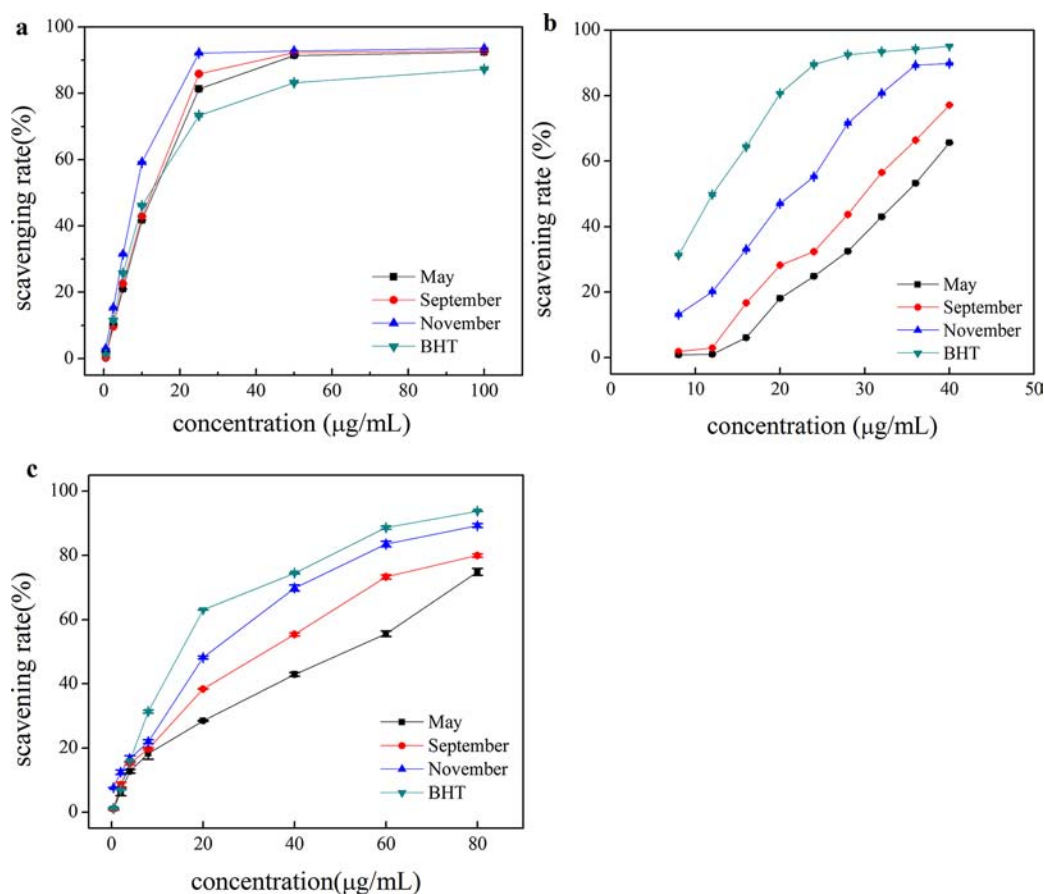 a
100
80
60
40
20
0
scavenging rate(%)
May
September
November
BHT
0 20 40 60 80 100
concentration (μg/mL)
b
100
80
60
40
20
0
scavening rate (%)
May
September
November
BHT
0 10 20 30 40 50
concentration (μg/mL)
c
100
80
60
40
20
0
scavening rate(%)
May
September
November
BHT
0 20 40 60 80
concentration(μg/mL)